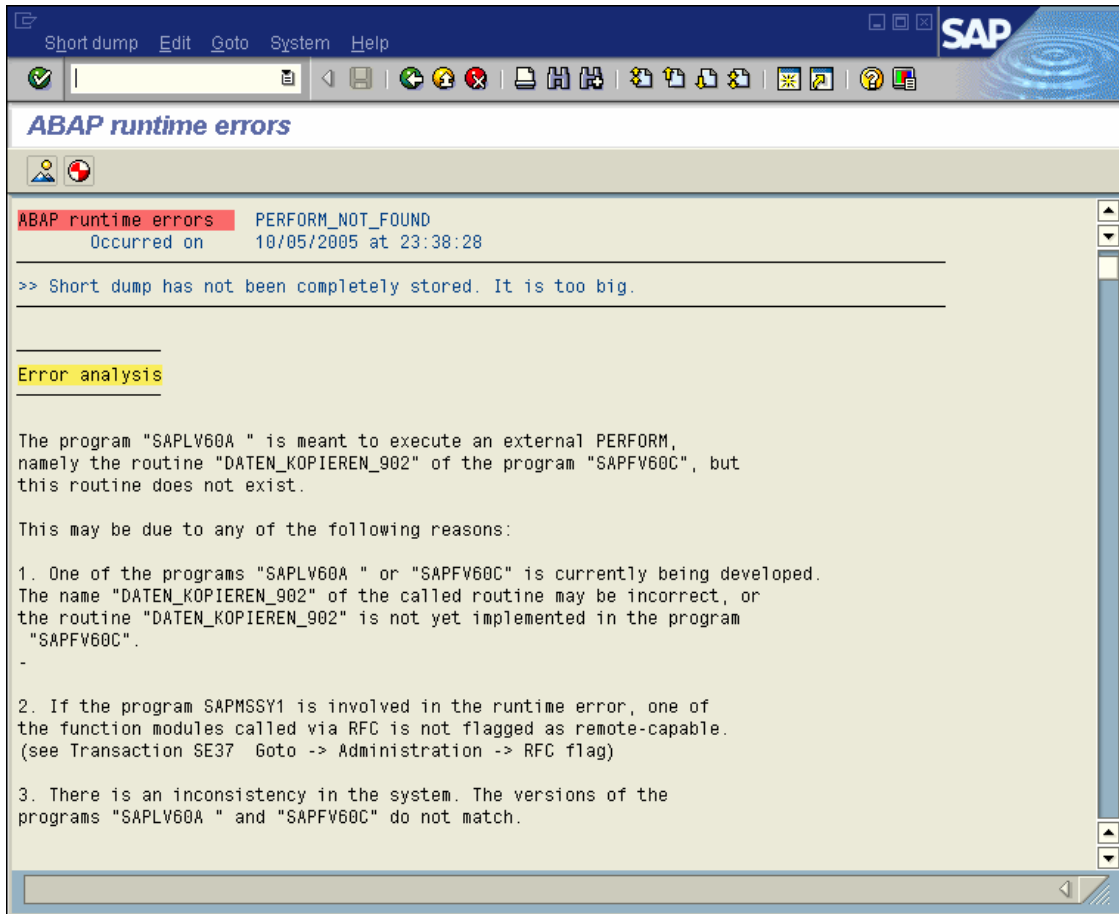 Short dump Edit Goto System Help
SAP
ABAP runtime errors
ABAP runtime errors PERFORM_NOT_FOUND
Occurred on 10/05/2005 at 23:38:28
>> Short dump has not been completely stored. It is too big.
Error analysis
The program "SAPLV60A " is meant to execute an external PERFORM,
namely the routine "DATEN_KOPIEREN_902" of the program "SAPFV60C", but
this routine does not exist.
This may be due to any of the following reasons:
1. One of the programs "SAPLV60A " or "SAPFV60C" is currently being developed.
The name "DATEN_KOPIEREN_902" of the called routine may be incorrect, or
the routine "DATEN_KOPIEREN_902" is not yet implemented in the program
"SAPFV60C".
-
2. If the program SAPMSSY1 is involved in the runtime error, one of
the function modules called via RFC is not flagged as remote-capable.
(see Transaction SE37 Goto -> Administration -> RFC flag)
3. There is an inconsistency in the system. The versions of the
programs "SAPLV60A " and "SAPFV60C" do not match.